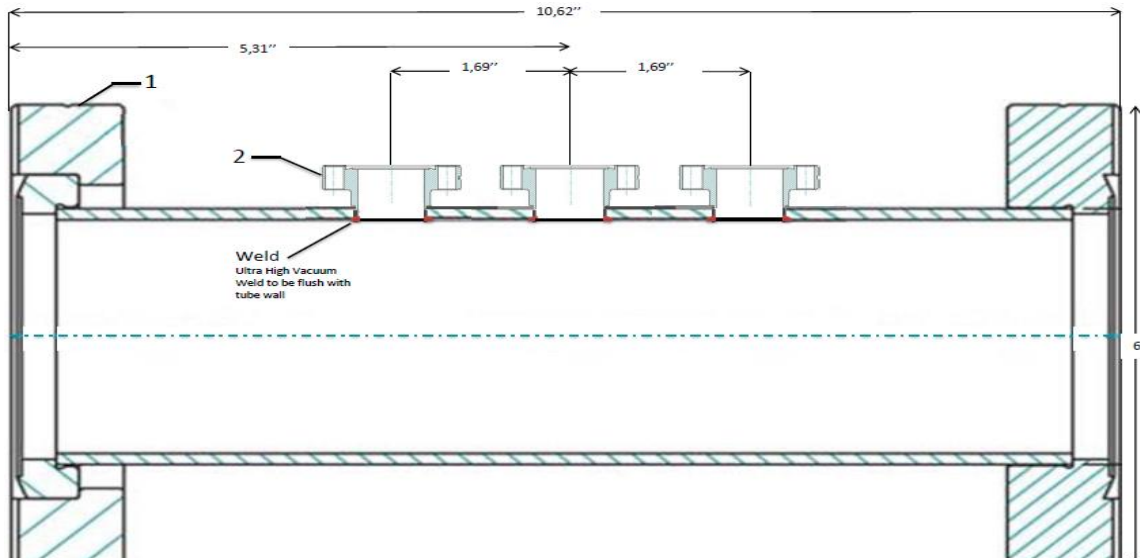 10,62’’
5,31’’
1,69’’
1,69’’
1
2
Weld
Ultra High Vacuum
Weld to be flush with
tube wall
6